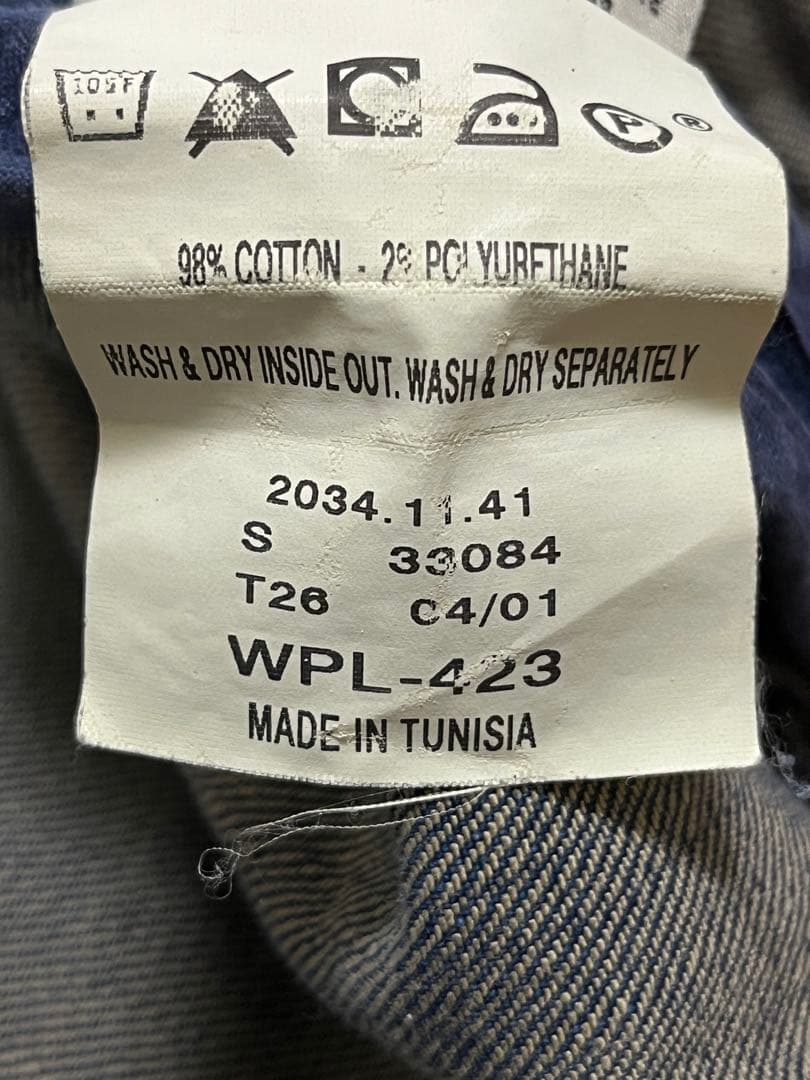 105F
P ®
98% COTTON - 2% POLYURETHANE
WASH & DRY INSIDE OUT. WASH & DRY SEPARATELY
2034.11.41
S 33084
T26 C4/01
WPL-423
MADE IN TUNISIA